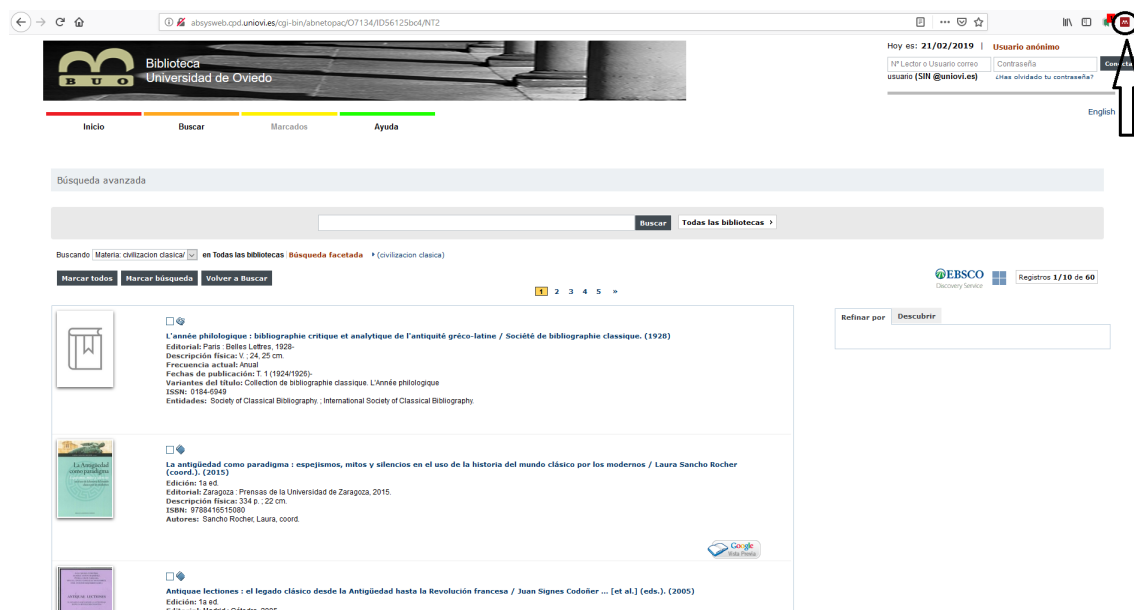 absysweb.cpd.uniovi.es/cgi-bin/abnetopac/O7134/ID56125bc4/NT2
Biblioteca
Universidad de Oviedo
B U O
Hoy es: 21/02/2019 | Usuario anónimo
Nº Lector o Usuario correo Contraseña
usuario (SIN @uniovi.es) ¿Has olvidado tu contraseña?
English
Inicio Buscar Marcados Ayuda
Búsqueda avanzada
Buscar Todas las bibliotecas
Buscando Materia: civilizacion clasica/ en Todas las bibliotecas Búsqueda facetada (civilizacion clasica)
Marcar todos Marcar búsqueda Volver a Buscar
EBSCO
Discovery Service
Registros 1/10 de 60
1 2 3 4 5 »
Refinar por Descubrir
L'année philologique : bibliographie critique et analytique de l'antiquité gréco-latine / Société de bibliographie classique. (1928)
Editorial: Paris : Belles Lettres, 1928-
Descripción física: V. ; 24, 25 cm.
Frecuencia actual: Anual
Fechas de publicación: T. 1 (1924/1926)-
Variantes del título: Collection de bibliographie classique. L'Année philologique
ISSN: 0184-6949
Entidades: Society of Classical Bibliography. ; International Society of Classical Bibliography.
La Antigüedad
como paradigma
La antigüedad como paradigma : espejismos, mitos y silencios en el uso de la historia del mundo clásico por los modernos / Laura Sancho Rocher
(coord.). (2015)
Edición: 1a ed.
Editorial: Zaragoza : Prensas de la Universidad de Zaragoza, 2015.
Descripción física: 334 p. ; 22 cm.
ISBN: 9788416515080
Autores: Sancho Rocher, Laura, coord.
Google
Vista Previa
ANTIQUAE LECTIONES
Antiquae lectiones : el legado clásico desde la Antigüedad hasta la Revolución francesa / Juan Signes Codoñer ... [et al.] (eds.). (2005)
Edición: 1a ed.